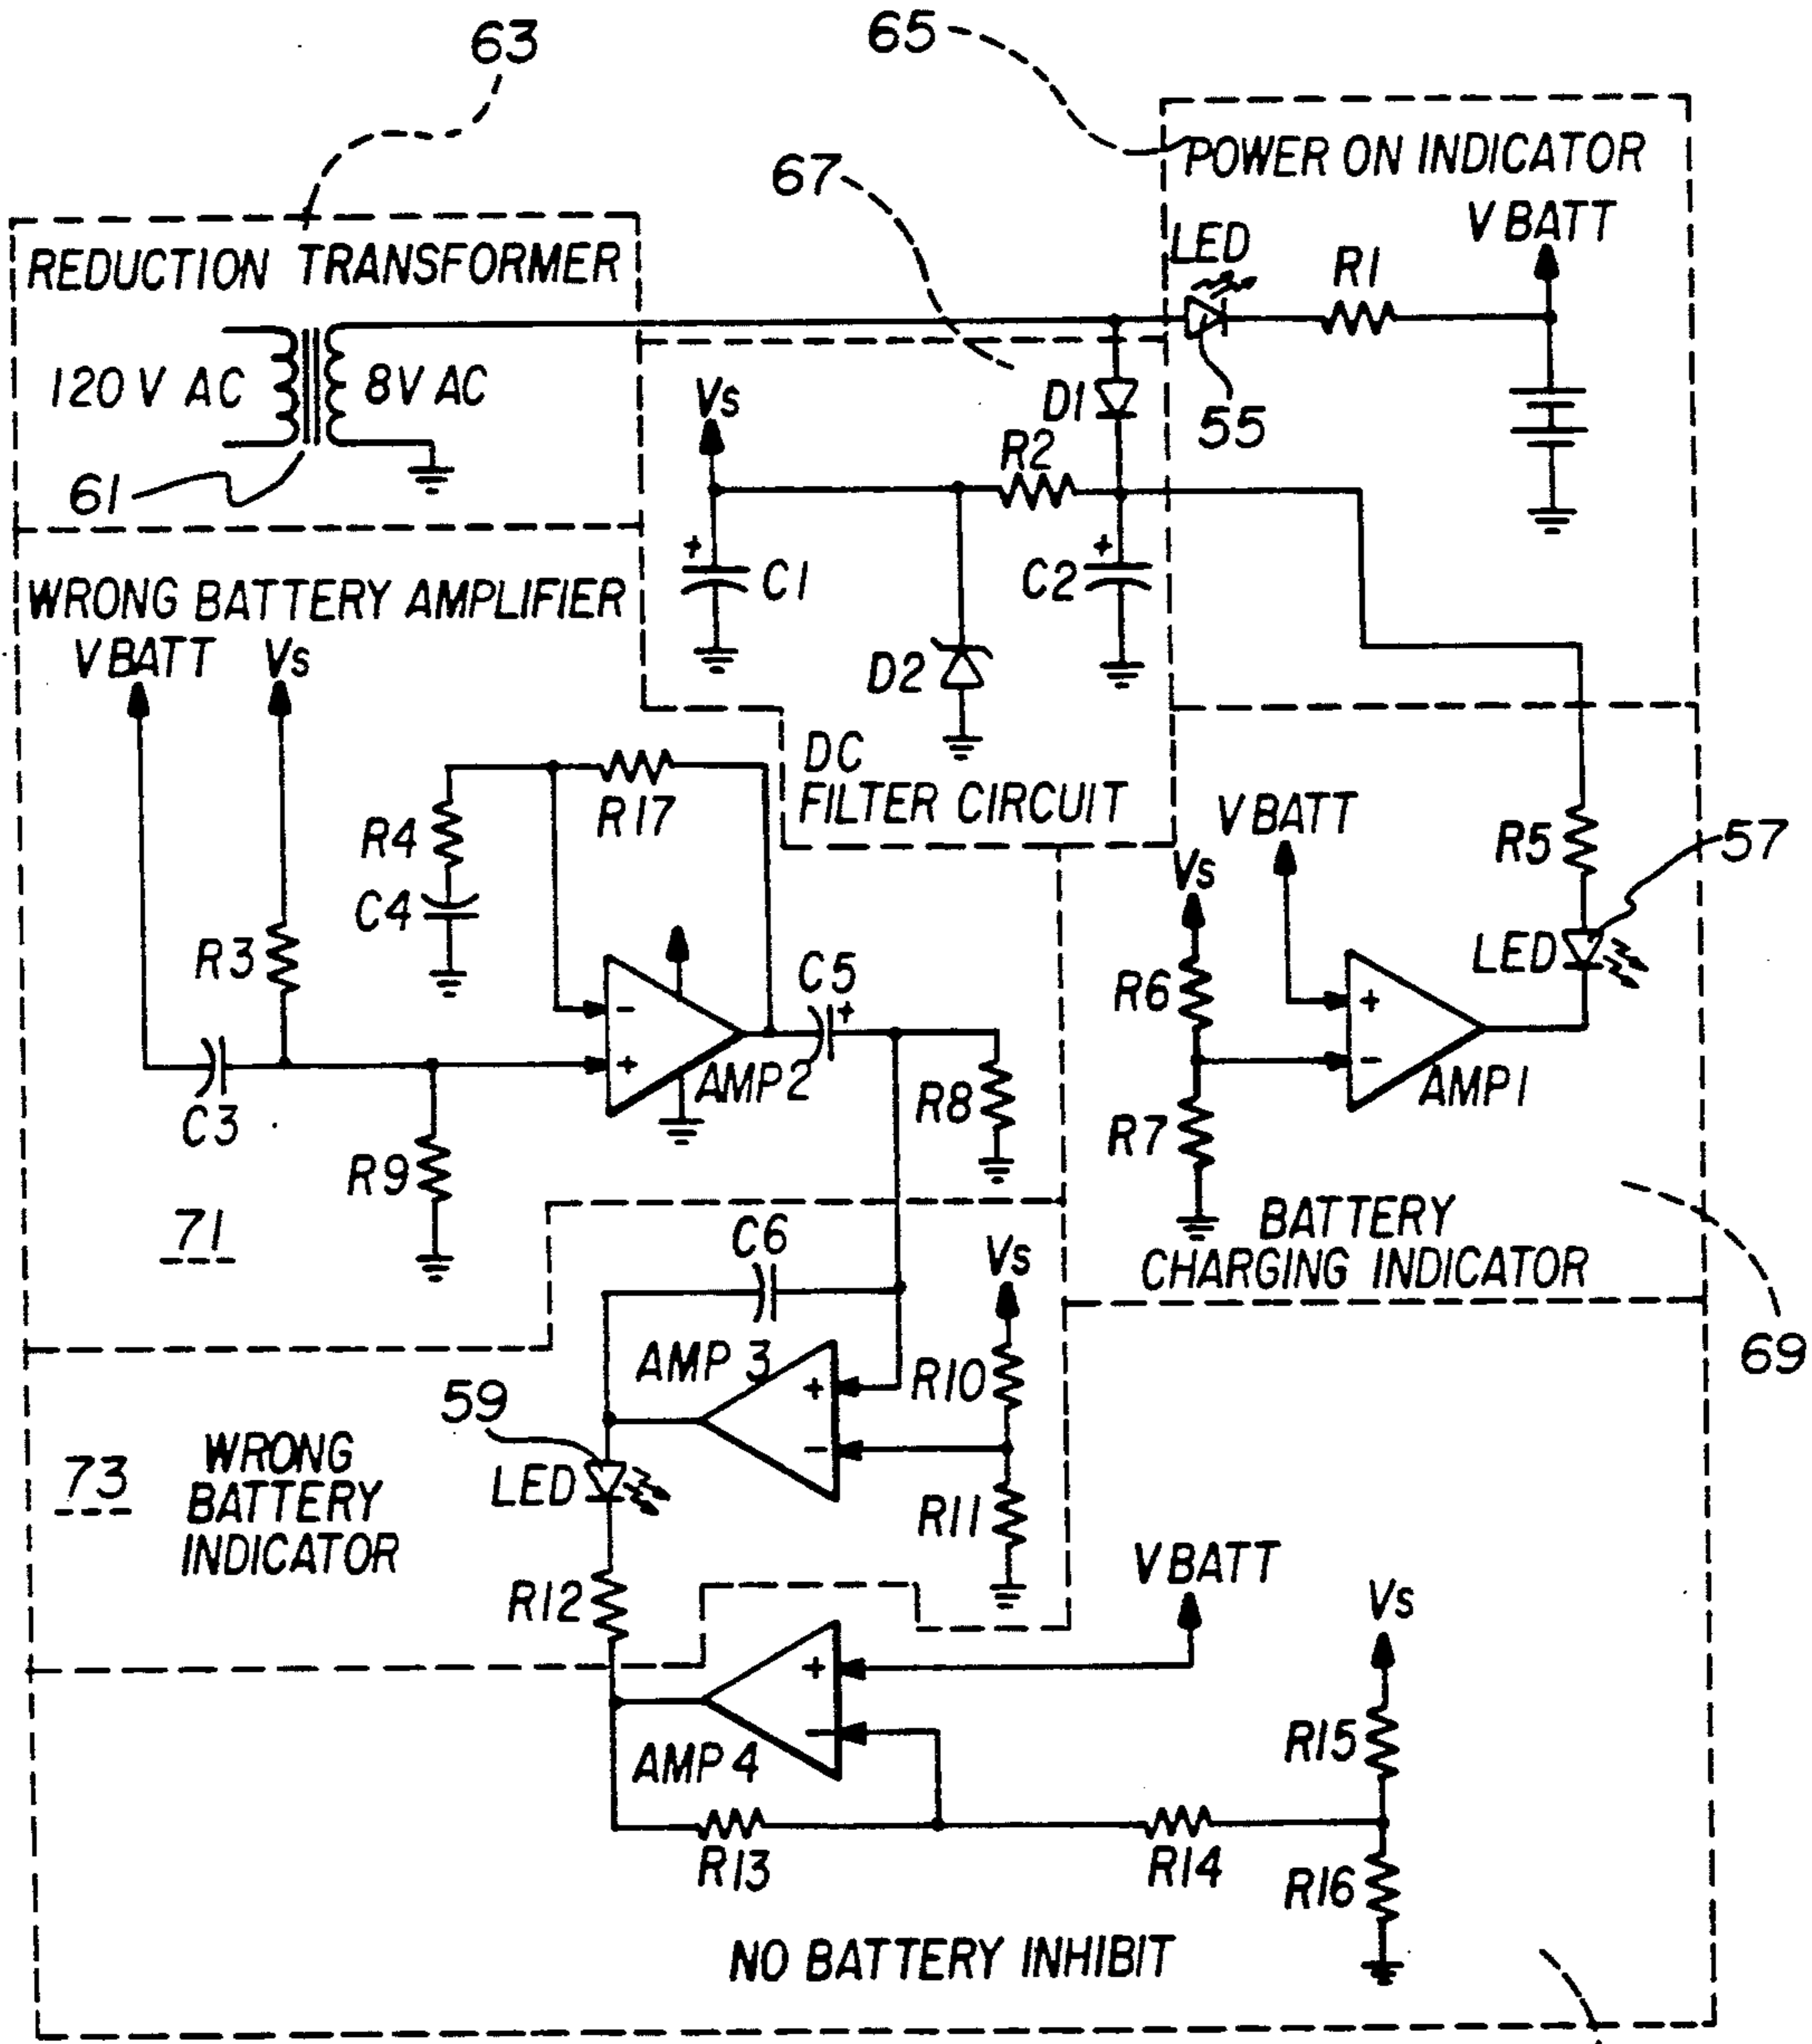 63
65
67
POWER ON INDICATOR
REDUCTION TRANSFORMER
LED
R1
V BATT
120 V AC
8V AC
61
Vs
D1
R2
55
+
C1
+
C2
D2
DC
FILTER CIRCUIT
WRONG BATTERY AMPLIFIER
V BATT
Vs
R17
R4
C4
R3
-
+
AMP2
C5
+
C3
R9
R8
71
V BATT
Vs
R5
57
LED
R6
+
-
AMP1
R7
BATTERY
CHARGING INDICATOR
69
C6
Vs
AMP 3
+
-
R10
R11
59
LED
73
WRONG
BATTERY
INDICATOR
R12
V BATT
Vs
+
-
AMP4
R15
R13
R14
R16
NO BATTERY INHIBIT